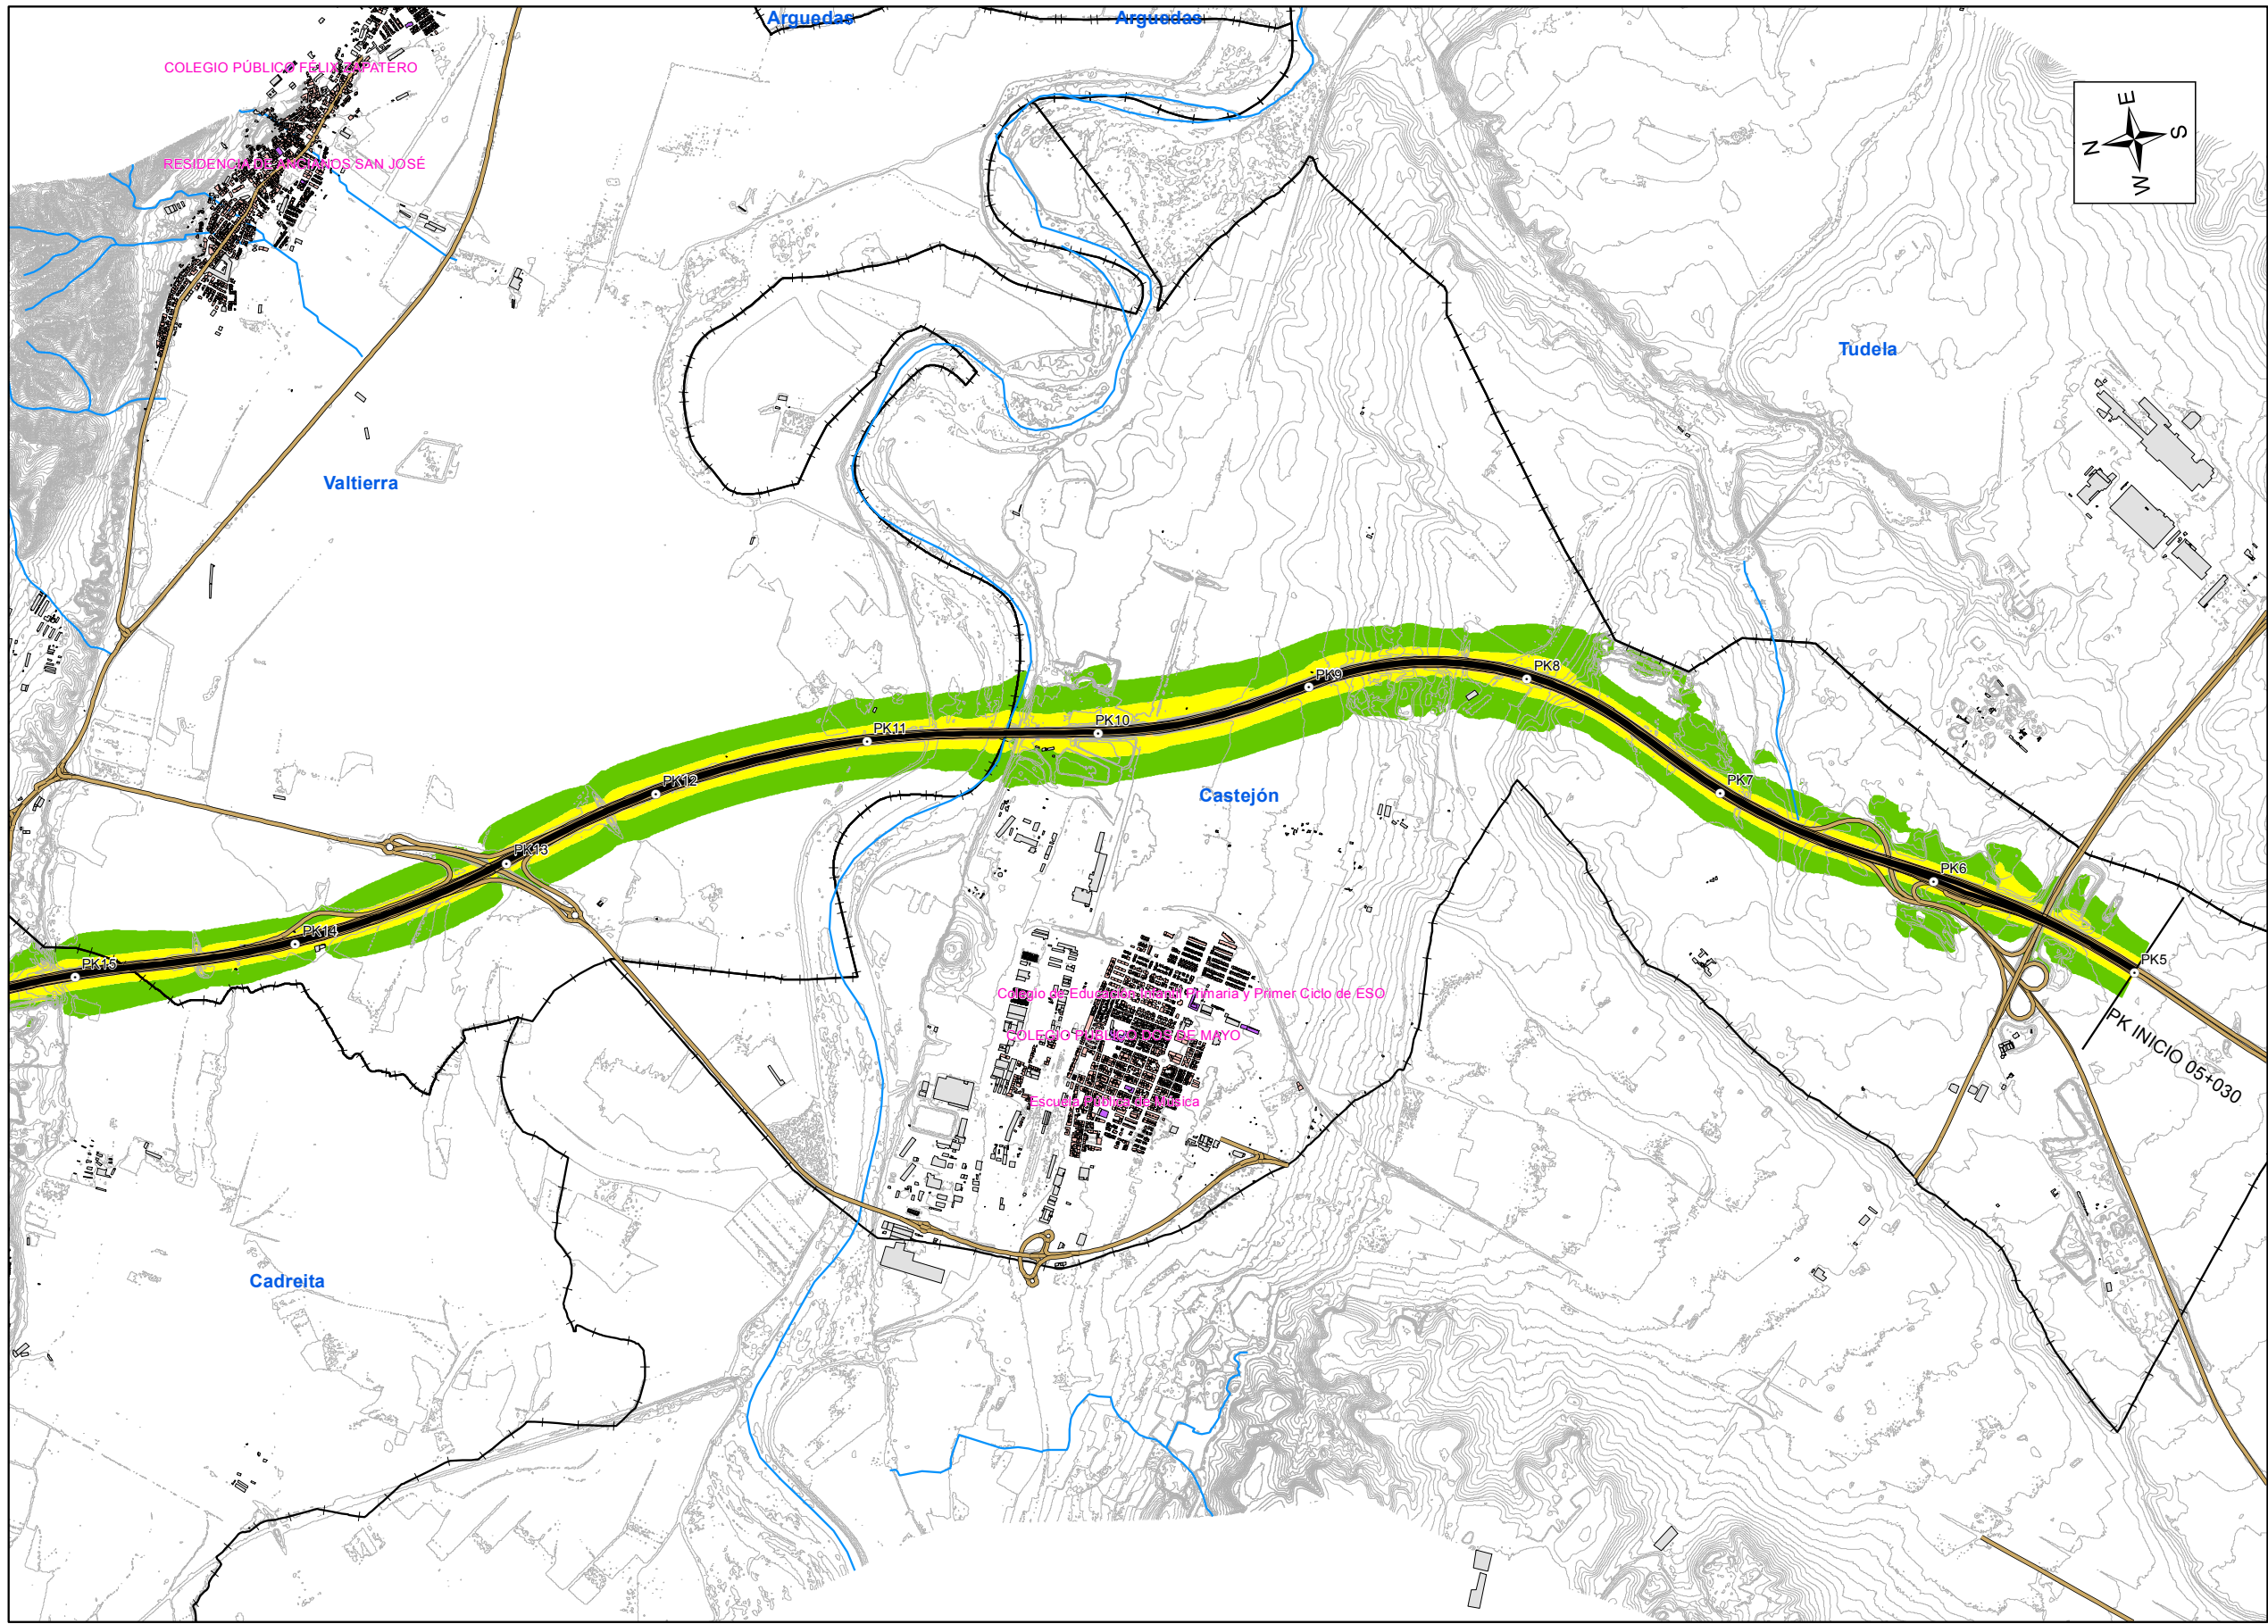 Arguedas
Arguedas
COLEGIO PÚBLICO FÉLIX ZAPATERO
RESIDENCIA DE ANCIANOS SAN JOSÉ
N
E
S
W
Tudela
Valtierra
PK8
PK9
PK10
PK11
PK7
PK12
Castejón
PK13
PK6
PK14
PK15
PK5
Colegio de Educación Infantil Primaria y Primer Ciclo de ESO
COLEGIO PÚBLICO DOS DE MAYO
PK INICIO 05+030
Escuela Pública de Música
Cadreita